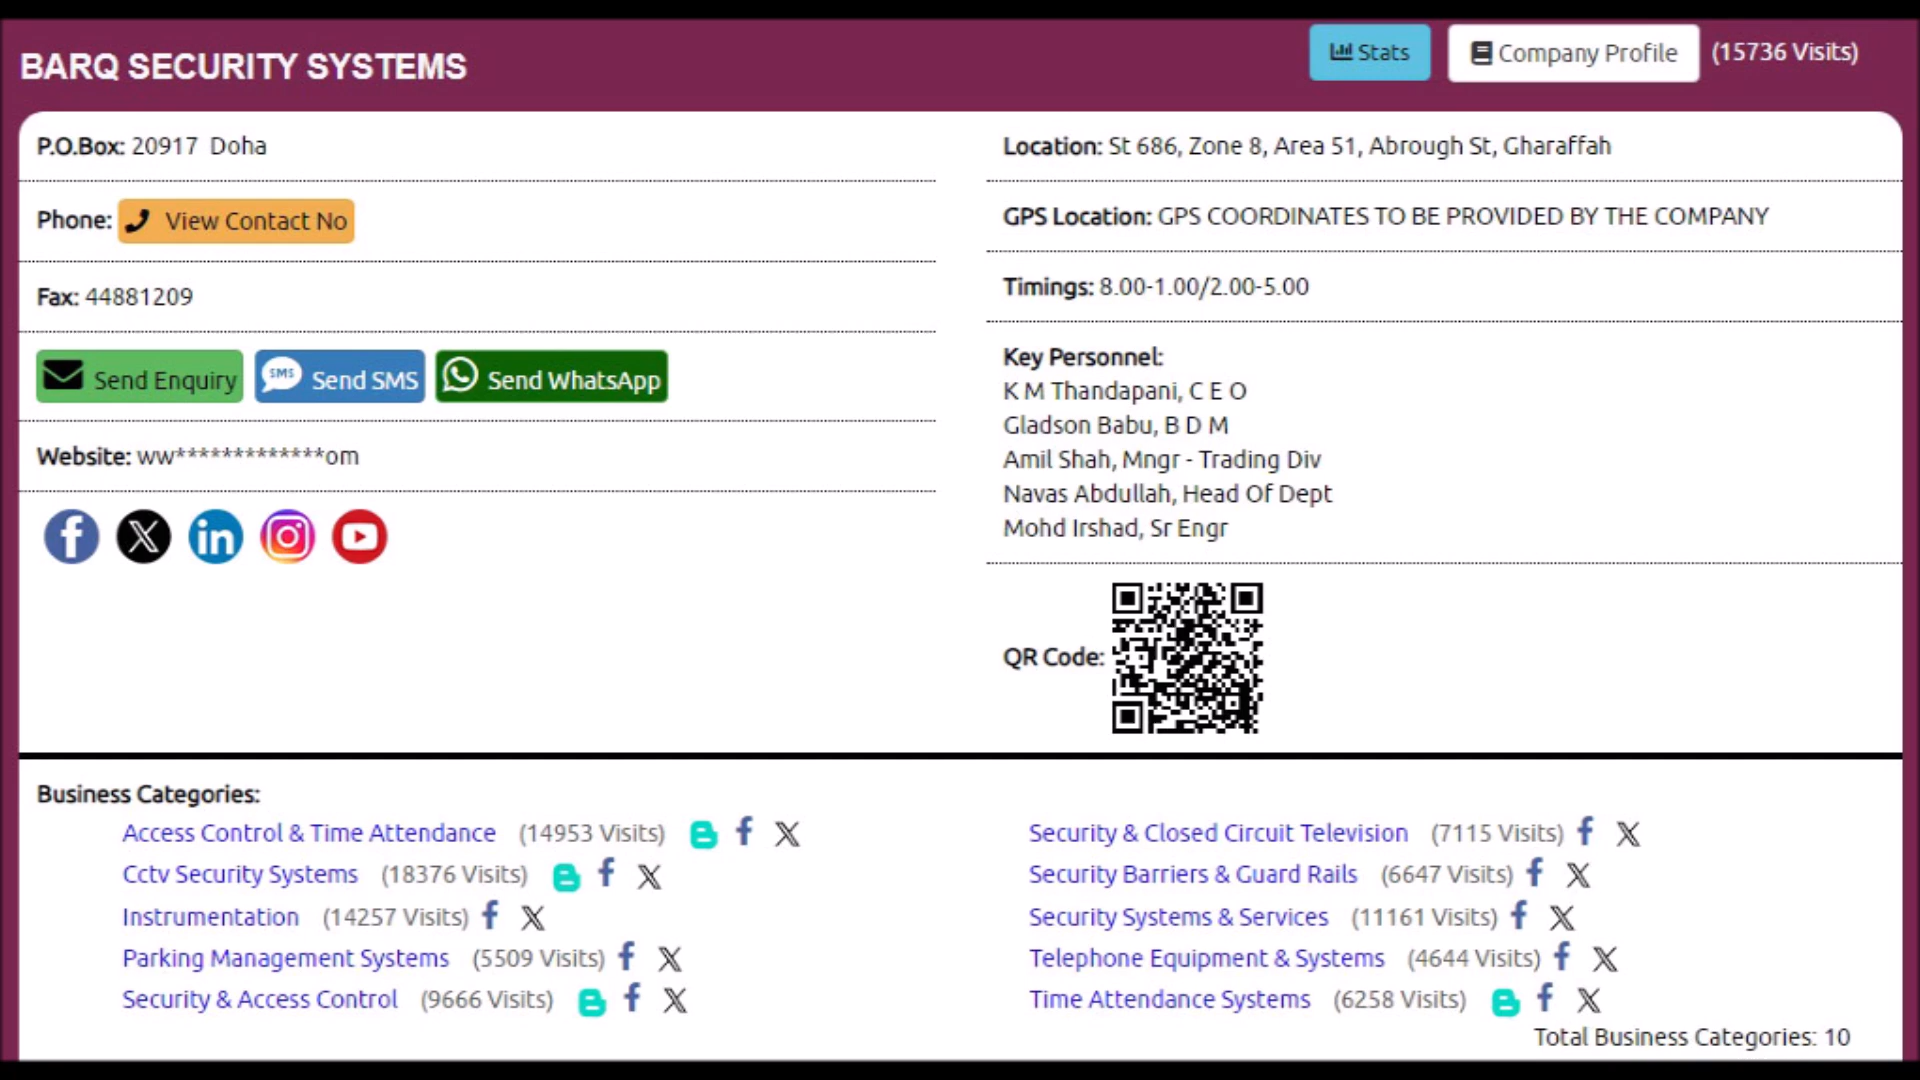 BARQ SECURITY SYSTEMS
Stats
Company Profile
(15736 Visits)
P.O.Box: 20917 Doha
Phone: View Contact No
Fax: 44881209
SMS
Send Enquiry Send SMS Send WhatsApp
Website: ww*************om
Location: St 686, Zone 8, Area 51, Abrough St, Gharaffah
GPS Location: GPS COORDINATES TO BE PROVIDED BY THE COMPANY
Timings: 8.00-1.00/2.00-5.00
Key Personnel:
K M Thandapani, C E O
Gladson Babu, B D M
Amil Shah, Mngr - Trading Div
Navas Abdullah, Head Of Dept
Mohd Irshad, Sr Engr
QR Code:
Business Categories:
Access Control & Time Attendance (14953 Visits)
Cctv Security Systems (18376 Visits)
Instrumentation (14257 Visits)
Parking Management Systems (5509 Visits)
Security & Access Control (9666 Visits)
Security & Closed Circuit Television (7115 Visits)
Security Barriers & Guard Rails (6647 Visits)
Security Systems & Services (11161 Visits)
Telephone Equipment & Systems (4644 Visits)
Time Attendance Systems (6258 Visits)
Total Business Categories: 10